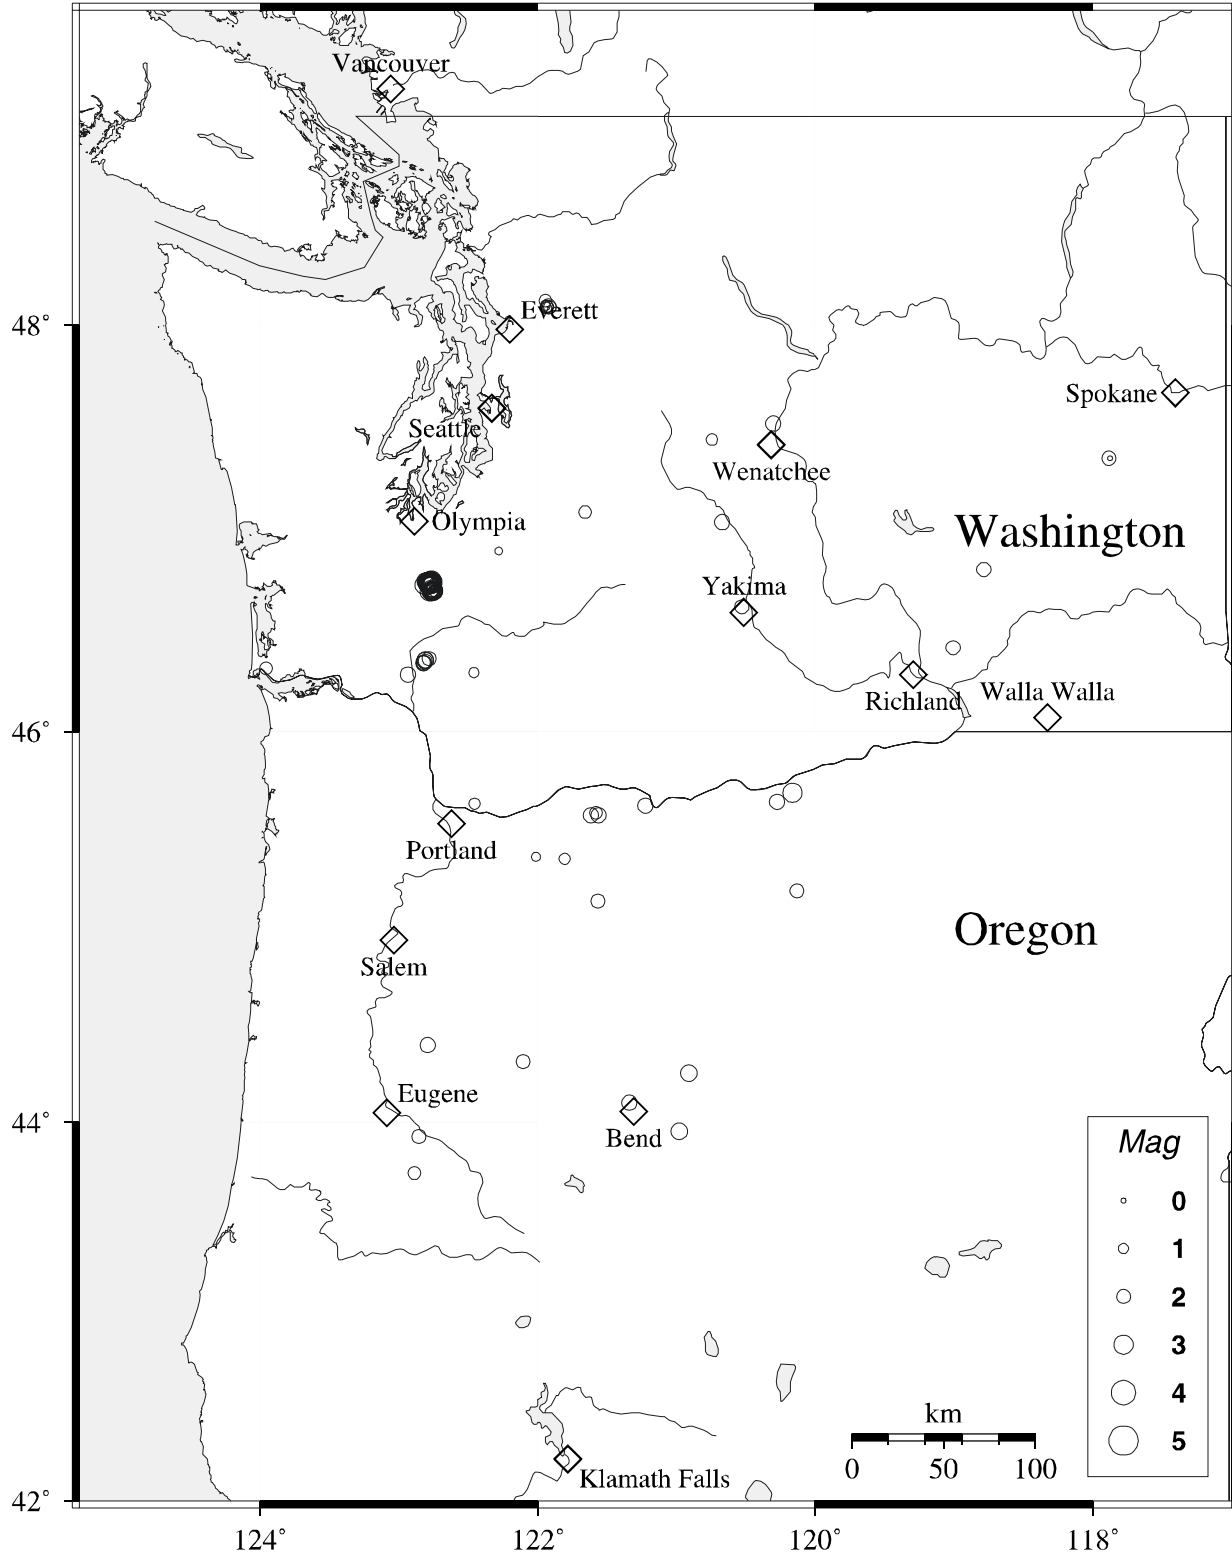 Vancouver
Everett
48°
Spokane
Seattle
Wenatchee
Olympia
Washington
Yakima
Richland
Walla Walla
46°
Portland
Oregon
Salem
Eugene
44°
Bend
Mag
0
1
2
3
4
5
km
0 50 100
Klamath Falls
42°
124° 122° 120° 118°